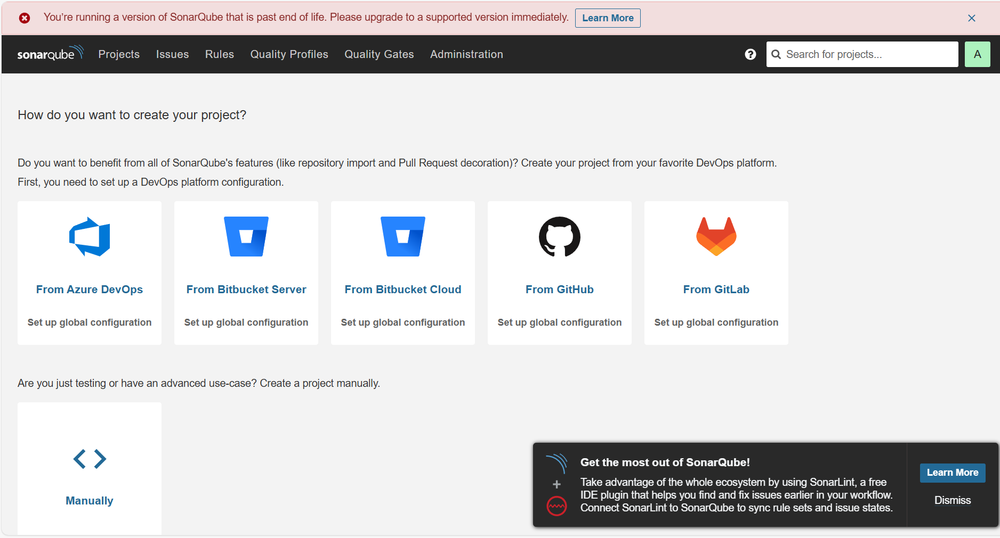 You’re running a version of SonarQube that is past end of life. Please upgrade to a supported version immediately. Learn More
sonarqube Projects Issues Rules Quality Profiles Quality Gates Administration Search for projects... A
How do you want to create your project?
Do you want to benefit from all of SonarQube's features (like repository import and Pull Request decoration)? Create your project from your favorite DevOps platform.
First, you need to set up a DevOps platform configuration.
From Azure DevOps From Bitbucket Server From Bitbucket Cloud From GitHub From GitLab
Set up global configuration Set up global configuration Set up global configuration Set up global configuration Set up global configuration
Are you just testing or have an advanced use-case? Create a project manually.
Manually
Get the most out of SonarQube!
Take advantage of the whole ecosystem by using SonarLint, a free
IDE plugin that helps you find and fix issues earlier in your workflow.
Connect SonarLint to SonarQube to sync rule sets and issue states.
Learn More
Dismiss